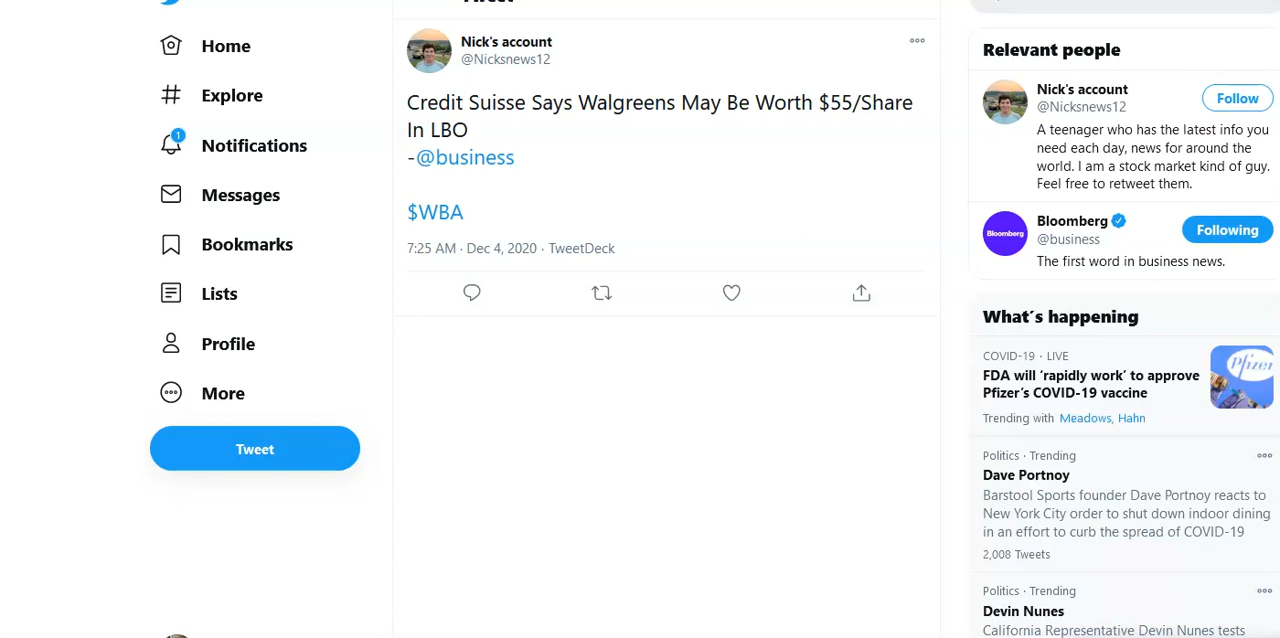 Home
Explore
1
Notifications
Messages
Bookmarks
Lists
Profile
More
Tweet
Nick's account
@Nicksnews12
Credit Suisse Says Walgreens May Be Worth $55/Share
In LBO
-@business
$WBA
7:25 AM · Dec 4, 2020 · TweetDeck
Relevant people
Nick's account
@Nicksnews12
Follow
A teenager who has the latest info you
need each day, news for around the
world. I am a stock market kind of guy.
Feel free to retweet them.
Bloomberg
Bloomberg
@business
Following
The first word in business news.
What's happening
COVID-19 · LIVE
FDA will ‘rapidly work’ to approve
Pfizer’s COVID-19 vaccine
Pfizer
Trending with Meadows, Hahn
Politics · Trending
Dave Portnoy
Barstool Sports founder Dave Portnoy reacts to
New York City order to shut down indoor dining
in an effort to curb the spread of COVID-19
2,008 Tweets
Politics · Trending
Devin Nunes
California Representative Devin Nunes tests